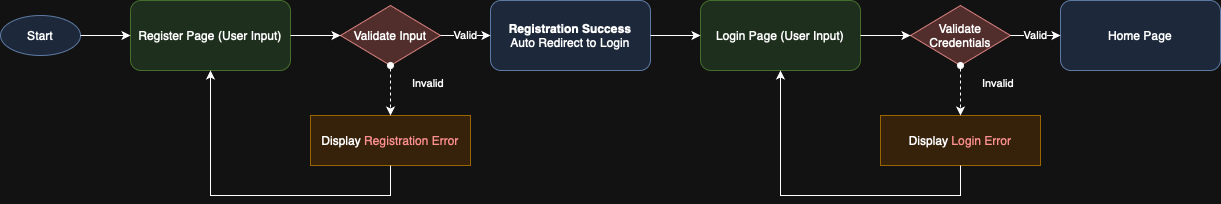 Start
Register Page (User Input)
Validate Input
Valid
Registration Success
Auto Redirect to Login
Login Page (User Input)
Validate
Credentials
Valid
Home Page
Invalid
Invalid
Display Registration Error
Display Login Error